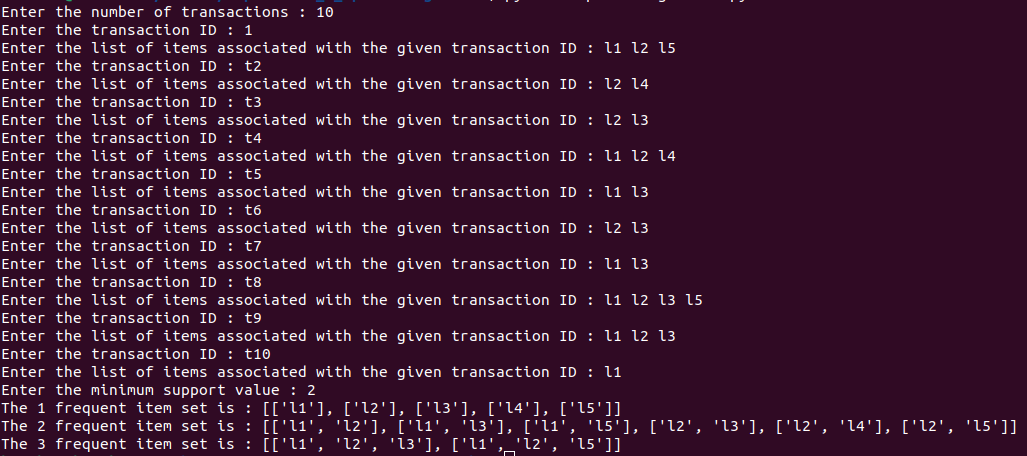 Enter the number of transactions : 10
Enter the transaction ID : 1
Enter the list of items associated with the given transaction ID : l1 l2 l5
Enter the transaction ID : t2
Enter the list of items associated with the given transaction ID : l2 l4
Enter the transaction ID : t3
Enter the list of items associated with the given transaction ID : l2 l3
Enter the transaction ID : t4
Enter the list of items associated with the given transaction ID : l1 l2 l4
Enter the transaction ID : t5
Enter the list of items associated with the given transaction ID : l1 l3
Enter the transaction ID : t6
Enter the list of items associated with the given transaction ID : l2 l3
Enter the transaction ID : t7
Enter the list of items associated with the given transaction ID : l1 l3
Enter the transaction ID : t8
Enter the list of items associated with the given transaction ID : l1 l2 l3 l5
Enter the transaction ID : t9
Enter the list of items associated with the given transaction ID : l1 l2 l3
Enter the transaction ID : t10
Enter the list of items associated with the given transaction ID : l1
Enter the minimum support value : 2
The 1 frequent item set is : [['l1'], ['l2'], ['l3'], ['l4'], ['l5']]
The 2 frequent item set is : [['l1', 'l2'], ['l1', 'l3'], ['l1', 'l5'], ['l2', 'l3'], ['l2', 'l4'], ['l2', 'l5']]
The 3 frequent item set is : [['l1', 'l2', 'l3'], ['l1', 'l2', 'l5']]